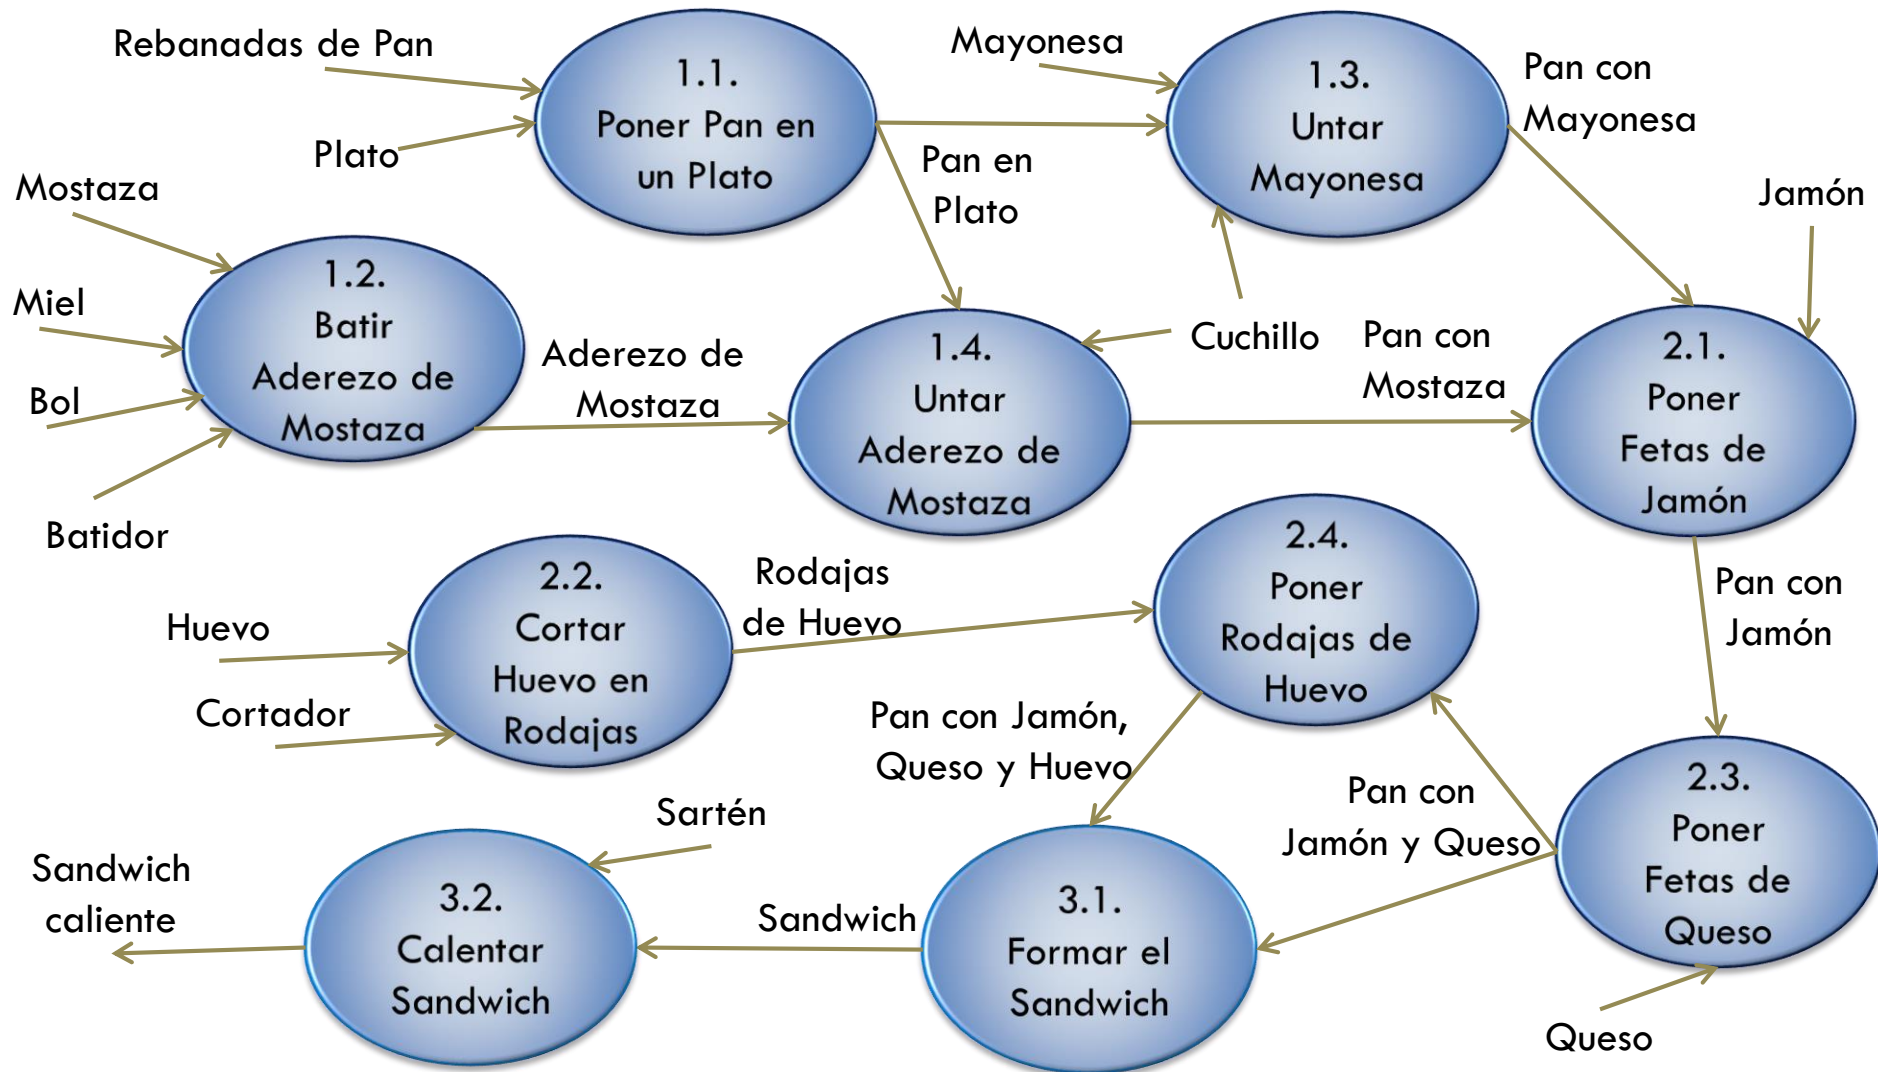 Rebanadas de Pan
Plato
1.1.
Poner Pan en
un Plato
Mayonesa
1.3.
Untar
Mayonesa
Pan con
Mayonesa
Pan en
Plato
Jamón
Mostaza
Miel
Bol
Batidor
1.2.
Batir
Aderezo de
Mostaza
Aderezo de
Mostaza
1.4.
Untar
Aderezo de
Mostaza
Cuchillo
Pan con
Mostaza
2.1.
Poner
Fetas de
Jamón
Huevo
Cortador
2.2.
Cortar
Huevo en
Rodajas
Rodajas
de Huevo
2.4.
Poner
Rodajas de
Huevo
Pan con
Jamón
Pan con Jamón,
Queso y Huevo
Pan con
Jamón y Queso
2.3.
Poner
Fetas de
Queso
Queso
Sandwich
caliente
3.2.
Calentar
Sandwich
Sartén
Sandwich
3.1.
Formar el
Sandwich